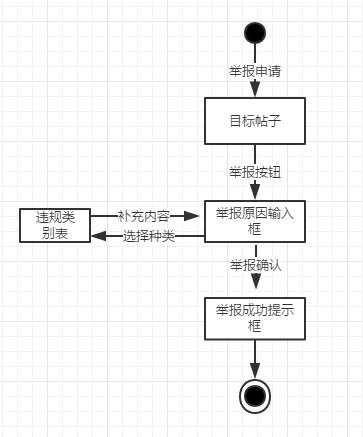 举报申请
目标帖子
举报按钮
违规类
别表
补充内容
选择种类
举报原因输入
框
举报确认
举报成功提示
框